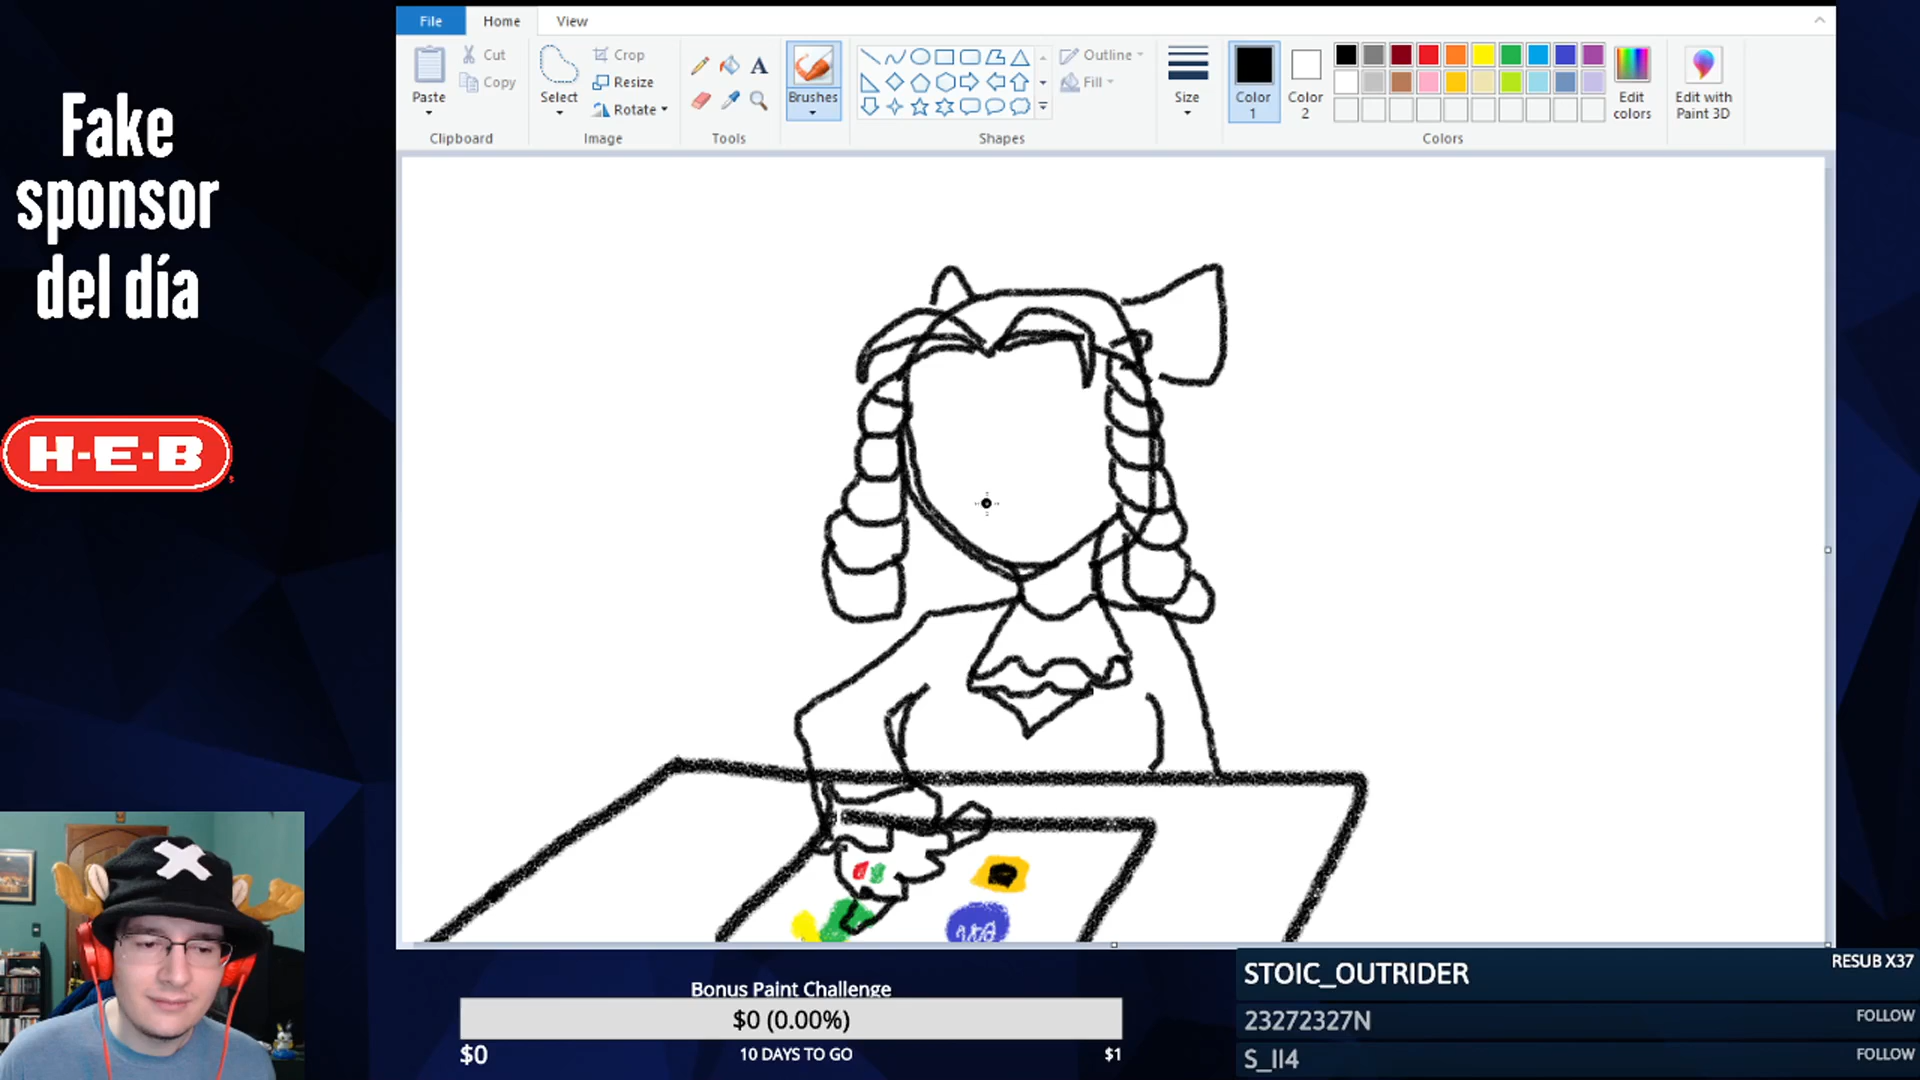 File Home View
Fake
sponsor
del día
H-E-B
Paste
Cut
Copy
Clipboard
Select
Crop
Resize
Rotate
Image
A
Tools
Brushes
Shapes
Outline
Fill
Size
Color
1
Color
2
Edit
colors
Colors
Edit with
Paint 3D
Bonus Paint Challenge
$0 (0.00%)
$0 10 DAYS TO GO $1
STOIC_OUTRIDER RESUB X37
23272327N FOLLOW
S_II4 FOLLOW